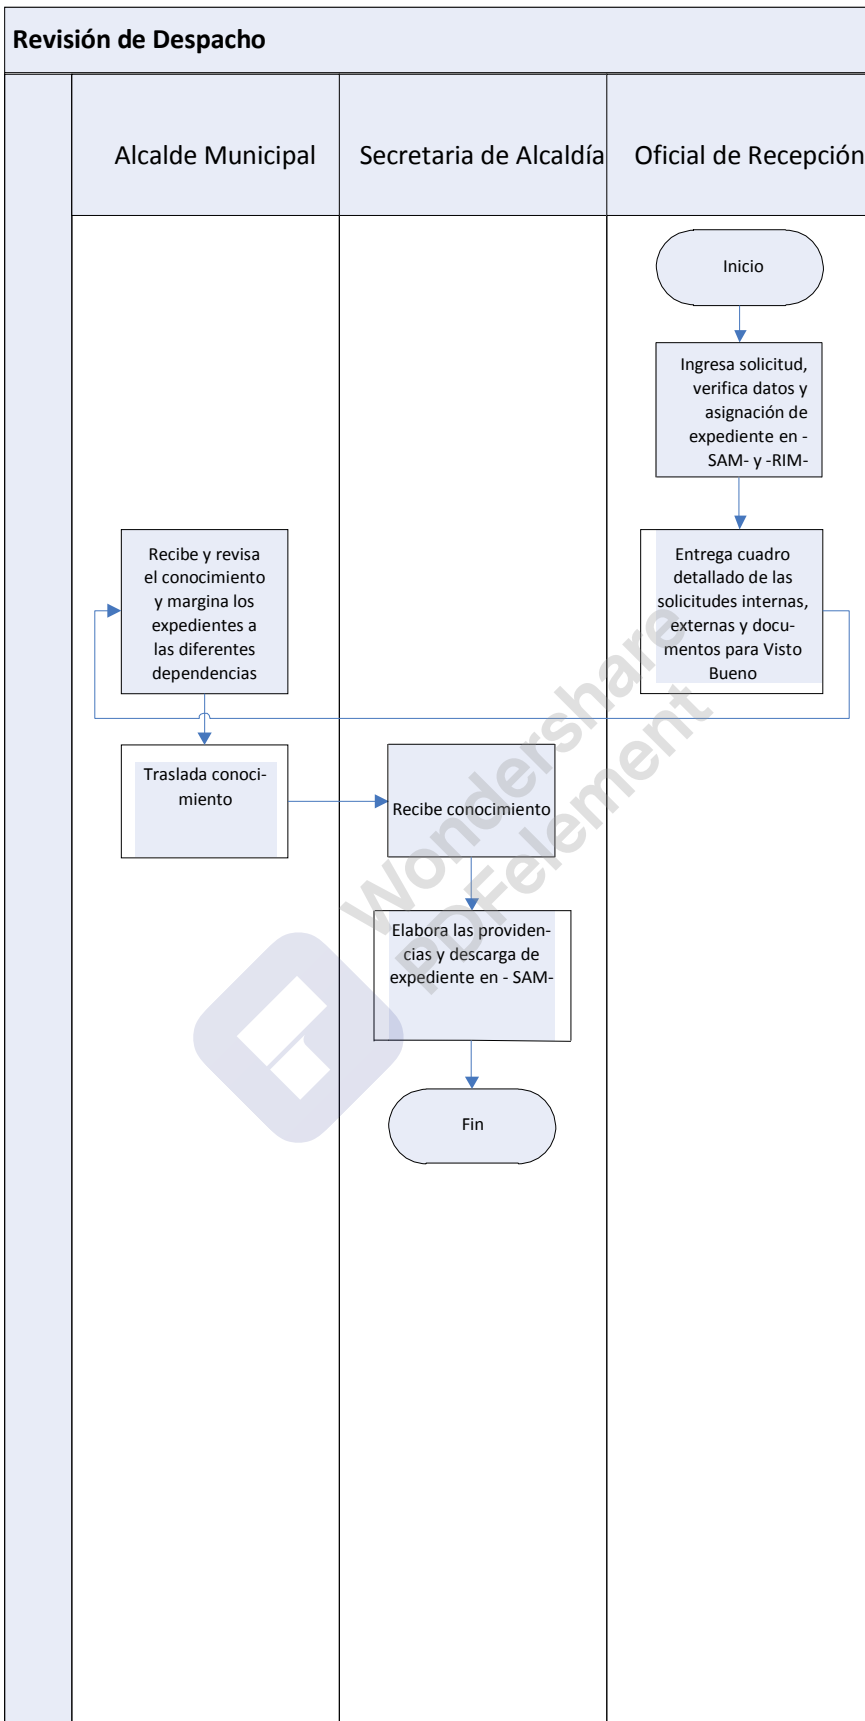 Revisión de Despacho
Alcalde Municipal
Secretaria de Alcaldía
Oficial de Recepción
Inicio
Ingresa solicitud,
verifica datos y
asignación de
expediente en -
SAM- y -RIM-
Recibe y revisa
el conocimiento
y margina los
expedientes a
las diferentes
dependencias
Entrega cuadro
detallado de las
solicitudes internas,
externas y docu-
mentos para Visto
Bueno
Traslada conoci-
miento
Recibe conocimiento
Elabora las providen-
cias y descarga de
expediente en - SAM-
Fin
Wondershare
PDFelement